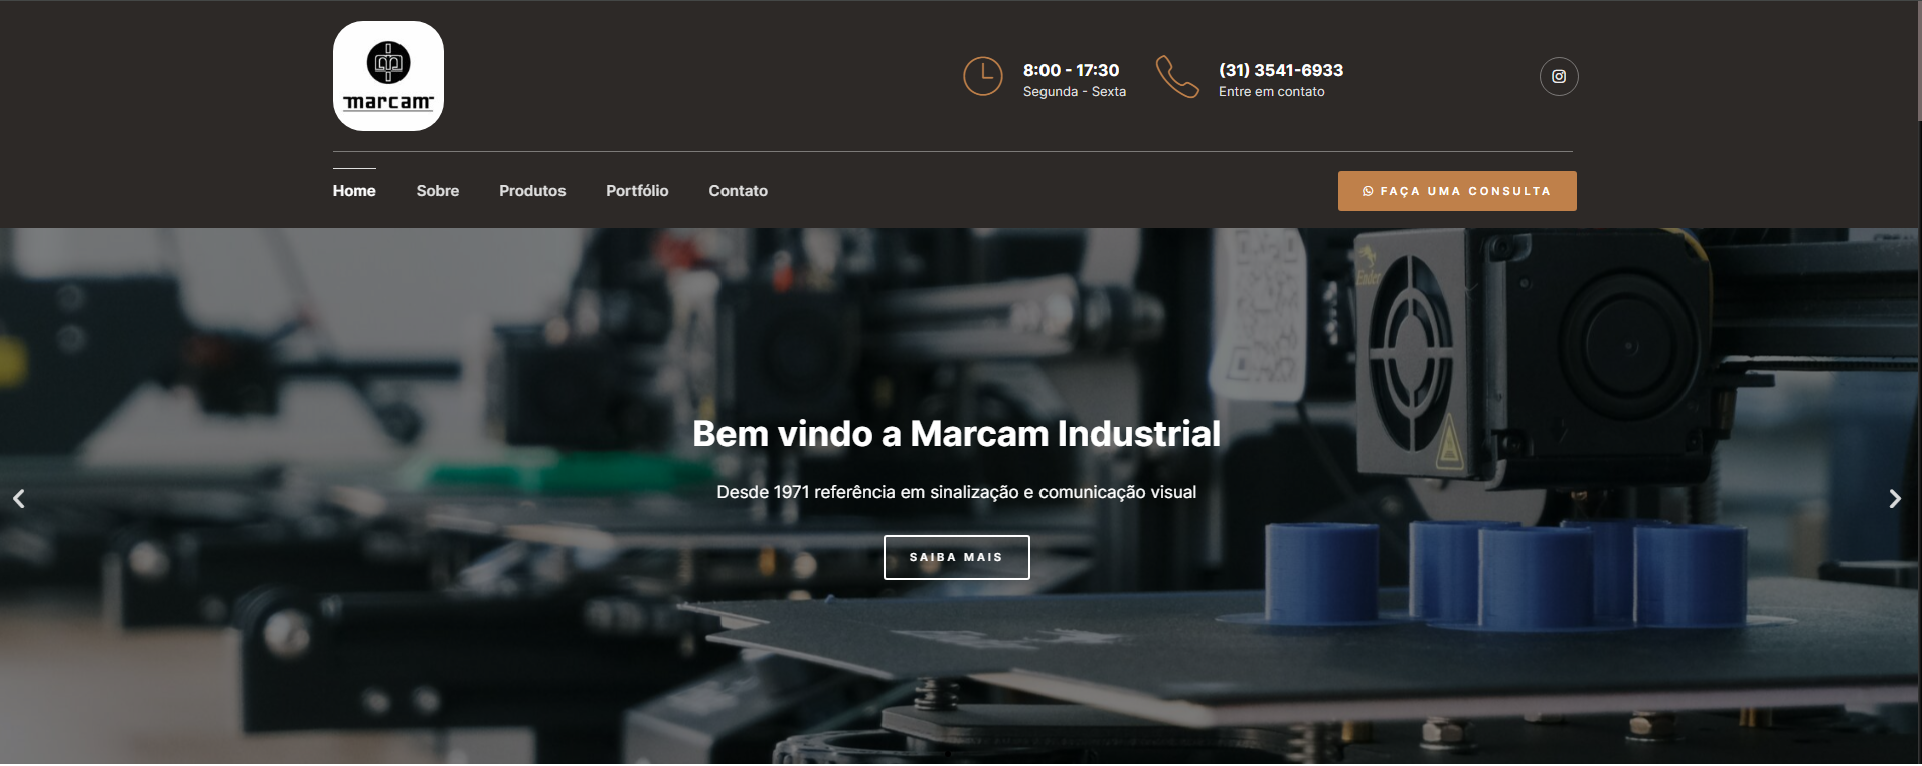 marcam
8:00 - 17:30
Segunda - Sexta
(31) 3541-6933
Entre em contato
Home
Sobre
Produtos
Portfólio
Contato
FAÇA UMA CONSULTA
Ender
Bem vindo a Marcam Industrial
Desde 1971 referência em sinalização e comunicação visual
SAIBA MAIS